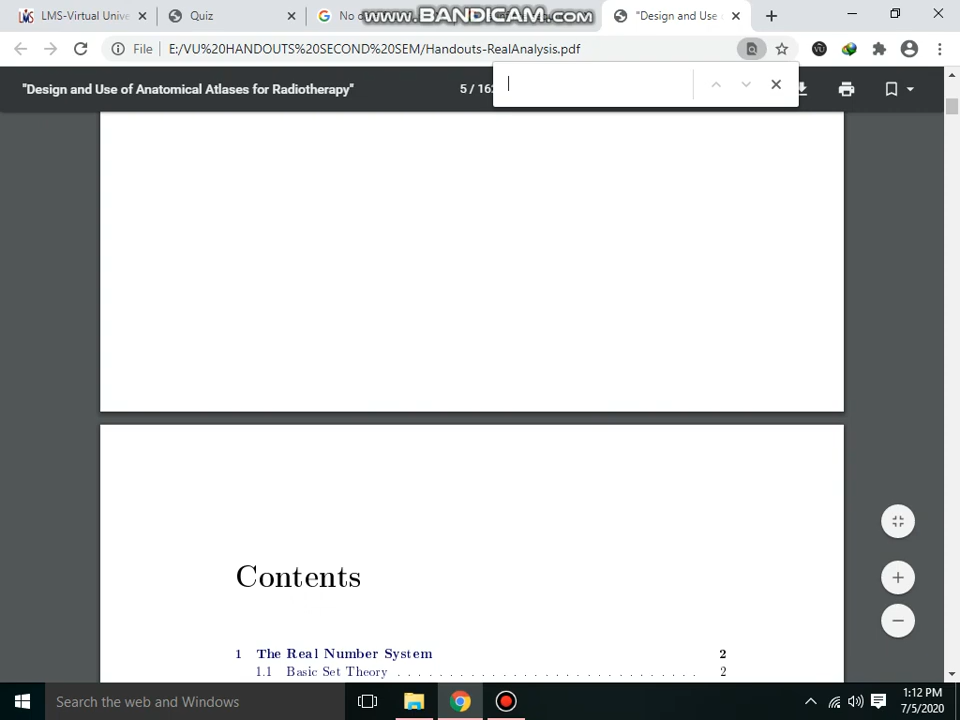 LMS-Virtual Unive
Quiz
No d
WWW.BANDICAM.COM
"Design and Use
File
E:/VU%20HANDOUTS%20SECOND%20SEM/Handouts-RealAnalysis.pdf
VU
"Design and Use of Anatomical Atlases for Radiotherapy"
5 / 162
Contents
1 The Real Number System 2
1.1 Basic Set Theory . . . . . . . . . . . . . . . . . . . . . . . . . . . . 2
Search the web and Windows
1:12 PM
7/5/2020